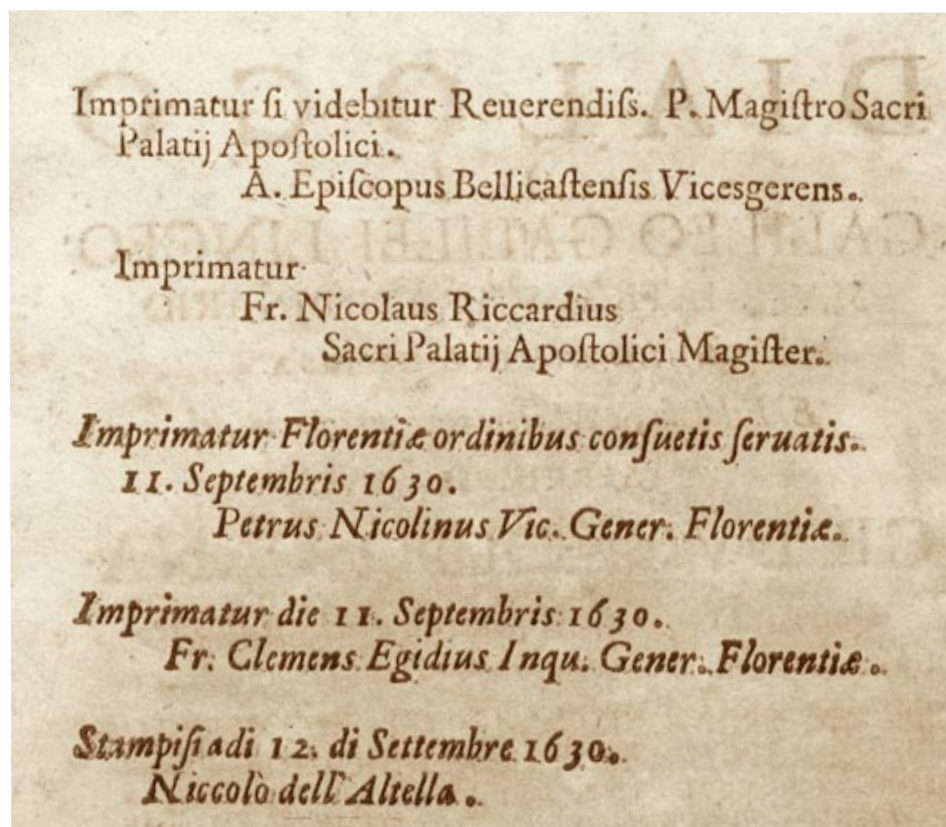 Imprimatur ſi videbitur Reuerendiſs. P. Magiſtro Sacri
Palatij Apoſtolici.
A. Epiſcopus Bellicaſtenſis Vicesgerens.
Imprimatur
Fr. Nicolaus Riccardius
Sacri Palatij Apoſtolici Magiſter.
Imprimatur Florentiæ ordinibus conſuetis ſeruatis.
11. Septembris 1630.
Petrus Nicolinus Vic. Gener. Florentiæ.
Imprimatur die 11. Septembris 1630.
Fr. Clemens Egidius Inqu. Gener. Florentiæ.
Stampiſi adi 12. di Settembre 1630.
Niccolò dell'Altella.